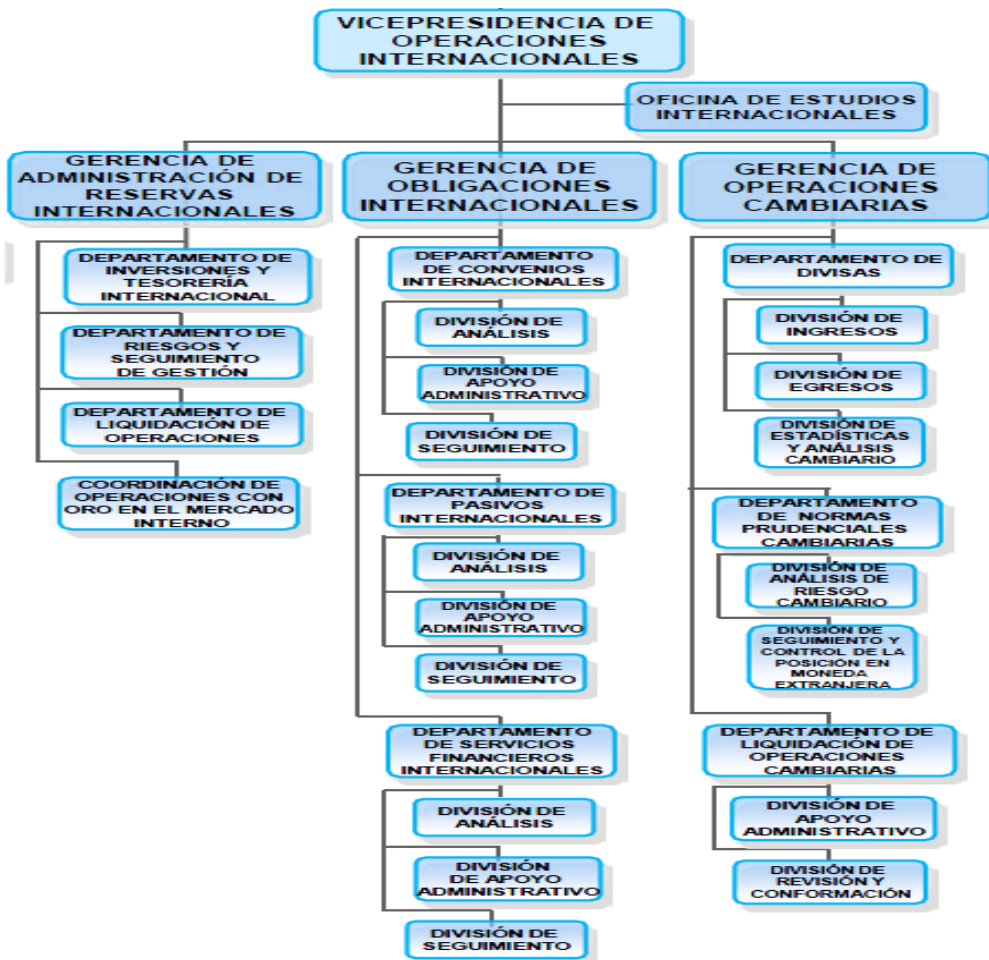 VICEPRESIDENCIA DE
OPERACIONES
INTERNACIONALES
OFICINA DE ESTUDIOS
INTERNACIONALES
GERENCIA DE
ADMINISTRACIÓN DE
RESERVAS
INTERNACIONALES
DEPARTAMENTO DE
INVERSIONES Y
TESORERÍA
INTERNACIONAL
DEPARTAMENTO DE
RIESGOS Y
SEGUIMIENTO
DE GESTIÓN
DEPARTAMENTO DE
LIQUIDACIÓN DE
OPERACIONES
COORDINACIÓN DE
OPERACIONES CON
ORO EN EL MERCADO
INTERNO
GERENCIA DE
OBLIGACIONES
INTERNACIONALES
DEPARTAMENTO
DE CONVENIOS
INTERNACIONALES
DIVISIÓN DE
ANÁLISIS
DIVISIÓN DE
APOYO
ADMINISTRATIVO
DIVISIÓN DE
SEGUIMIENTO
DEPARTAMENTO DE
PASIVOS
INTERNACIONALES
DIVISIÓN DE
ANÁLISIS
DIVISIÓN DE
APOYO
ADMINISTRATIVO
DIVISIÓN DE
SEGUIMIENTO
DEPARTAMENTO
DE SERVICIOS
FINANCIEROS
INTERNACIONALES
DIVISIÓN DE
ANÁLISIS
DIVISIÓN
DE APOYO
ADMINISTRATIVO
DIVISIÓN DE
SEGUIMIENTO
GERENCIA DE
OPERACIONES
CAMBIARIAS
DEPARTAMENTO DE
DIVISAS
DIVISIÓN DE
INGRESOS
DIVISIÓN DE
EGRESOS
DIVISIÓN DE
ESTADÍSTICAS
Y ANÁLISIS
CAMBIARIO
DEPARTAMENTO
DE NORMAS
PRUDENCIALES
CAMBIARIAS
DIVISIÓN DE
ANÁLISIS DE
RIESGO
CAMBIARIO
DIVISIÓN DE
SEGUIMIENTO Y
CONTROL DE LA
POSICIÓN EN
MONEDA
EXTRANJERA
DEPARTAMENTO DE
LIQUIDACIÓN DE
OPERACIONES
CAMBIARIAS
DIVISIÓN DE
APOYO
ADMINISTRATIVO
DIVISIÓN DE
REVISIÓN Y
CONFORMACIÓN